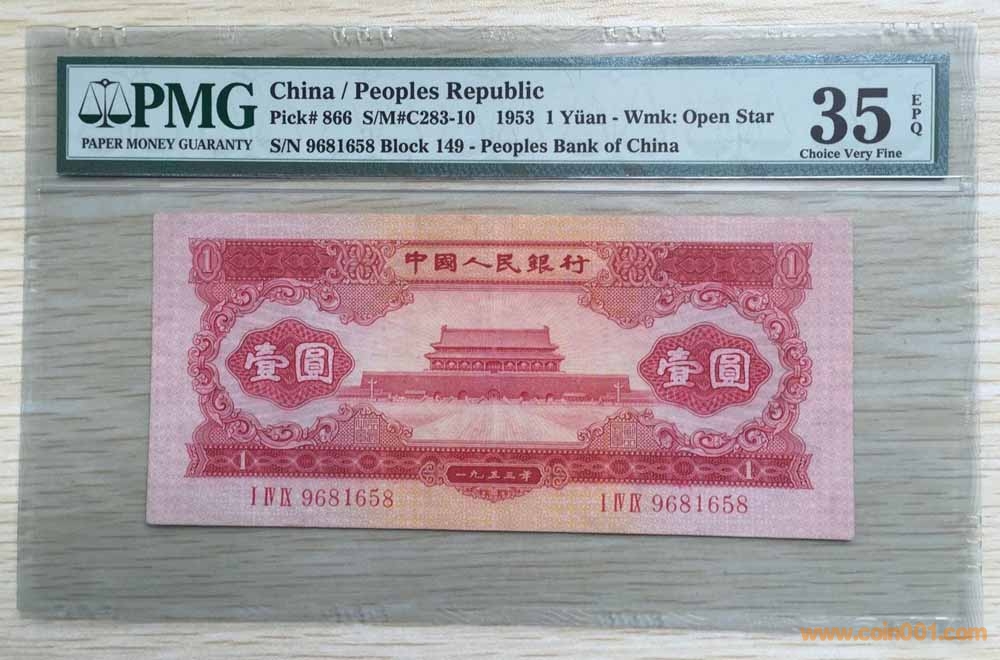 PMG
PAPER MONEY GUARANTY
China / Peoples Republic
Pick# 866 S/M#C283-10 1953 1 Yüan - Wmk: Open Star
S/N 9681658 Block 149 - Peoples Bank of China
35
EPQ
Choice Very Fine
1 中國人民銀行 1
壹圓 壹圓
1 一九五三年 1
I IV IX 9681658 I IV IX 9681658
www.coin001.com